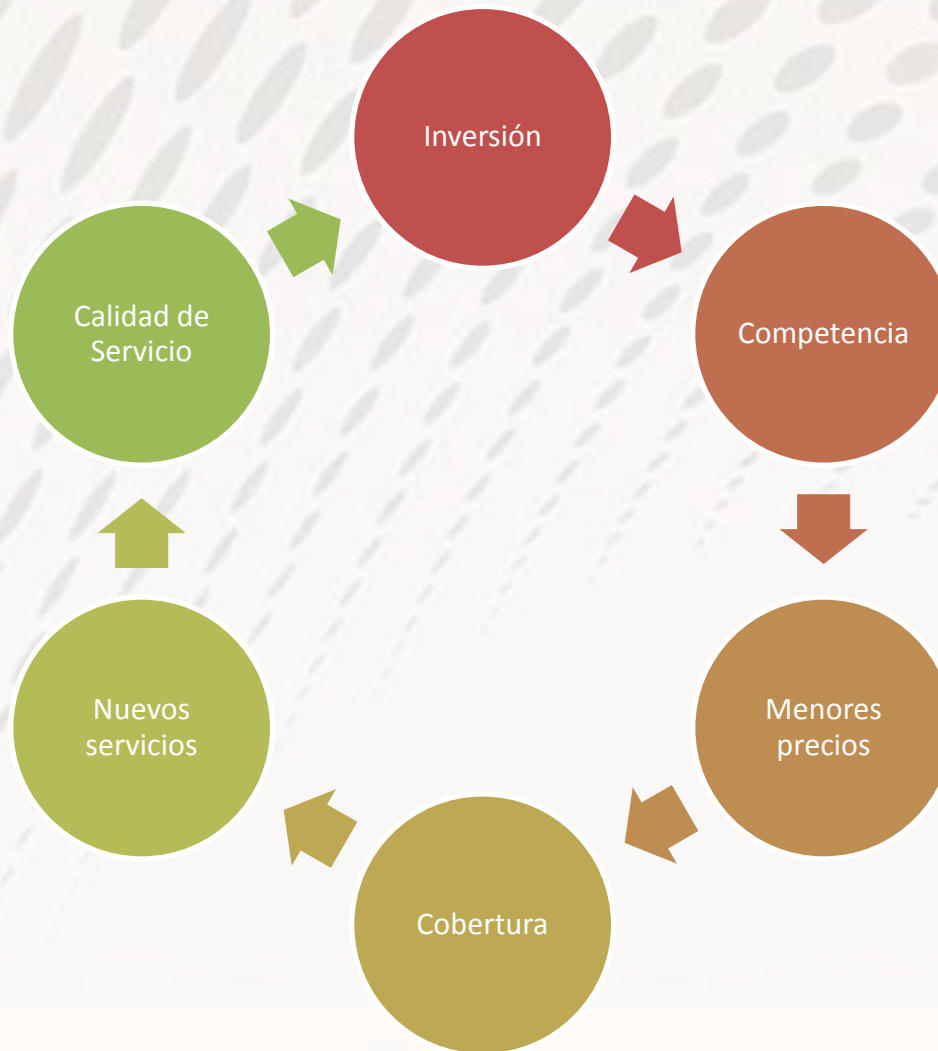 Inversión
Competencia
Menores
precios
Cobertura
Nuevos
servicios
Calidad de
Servicio